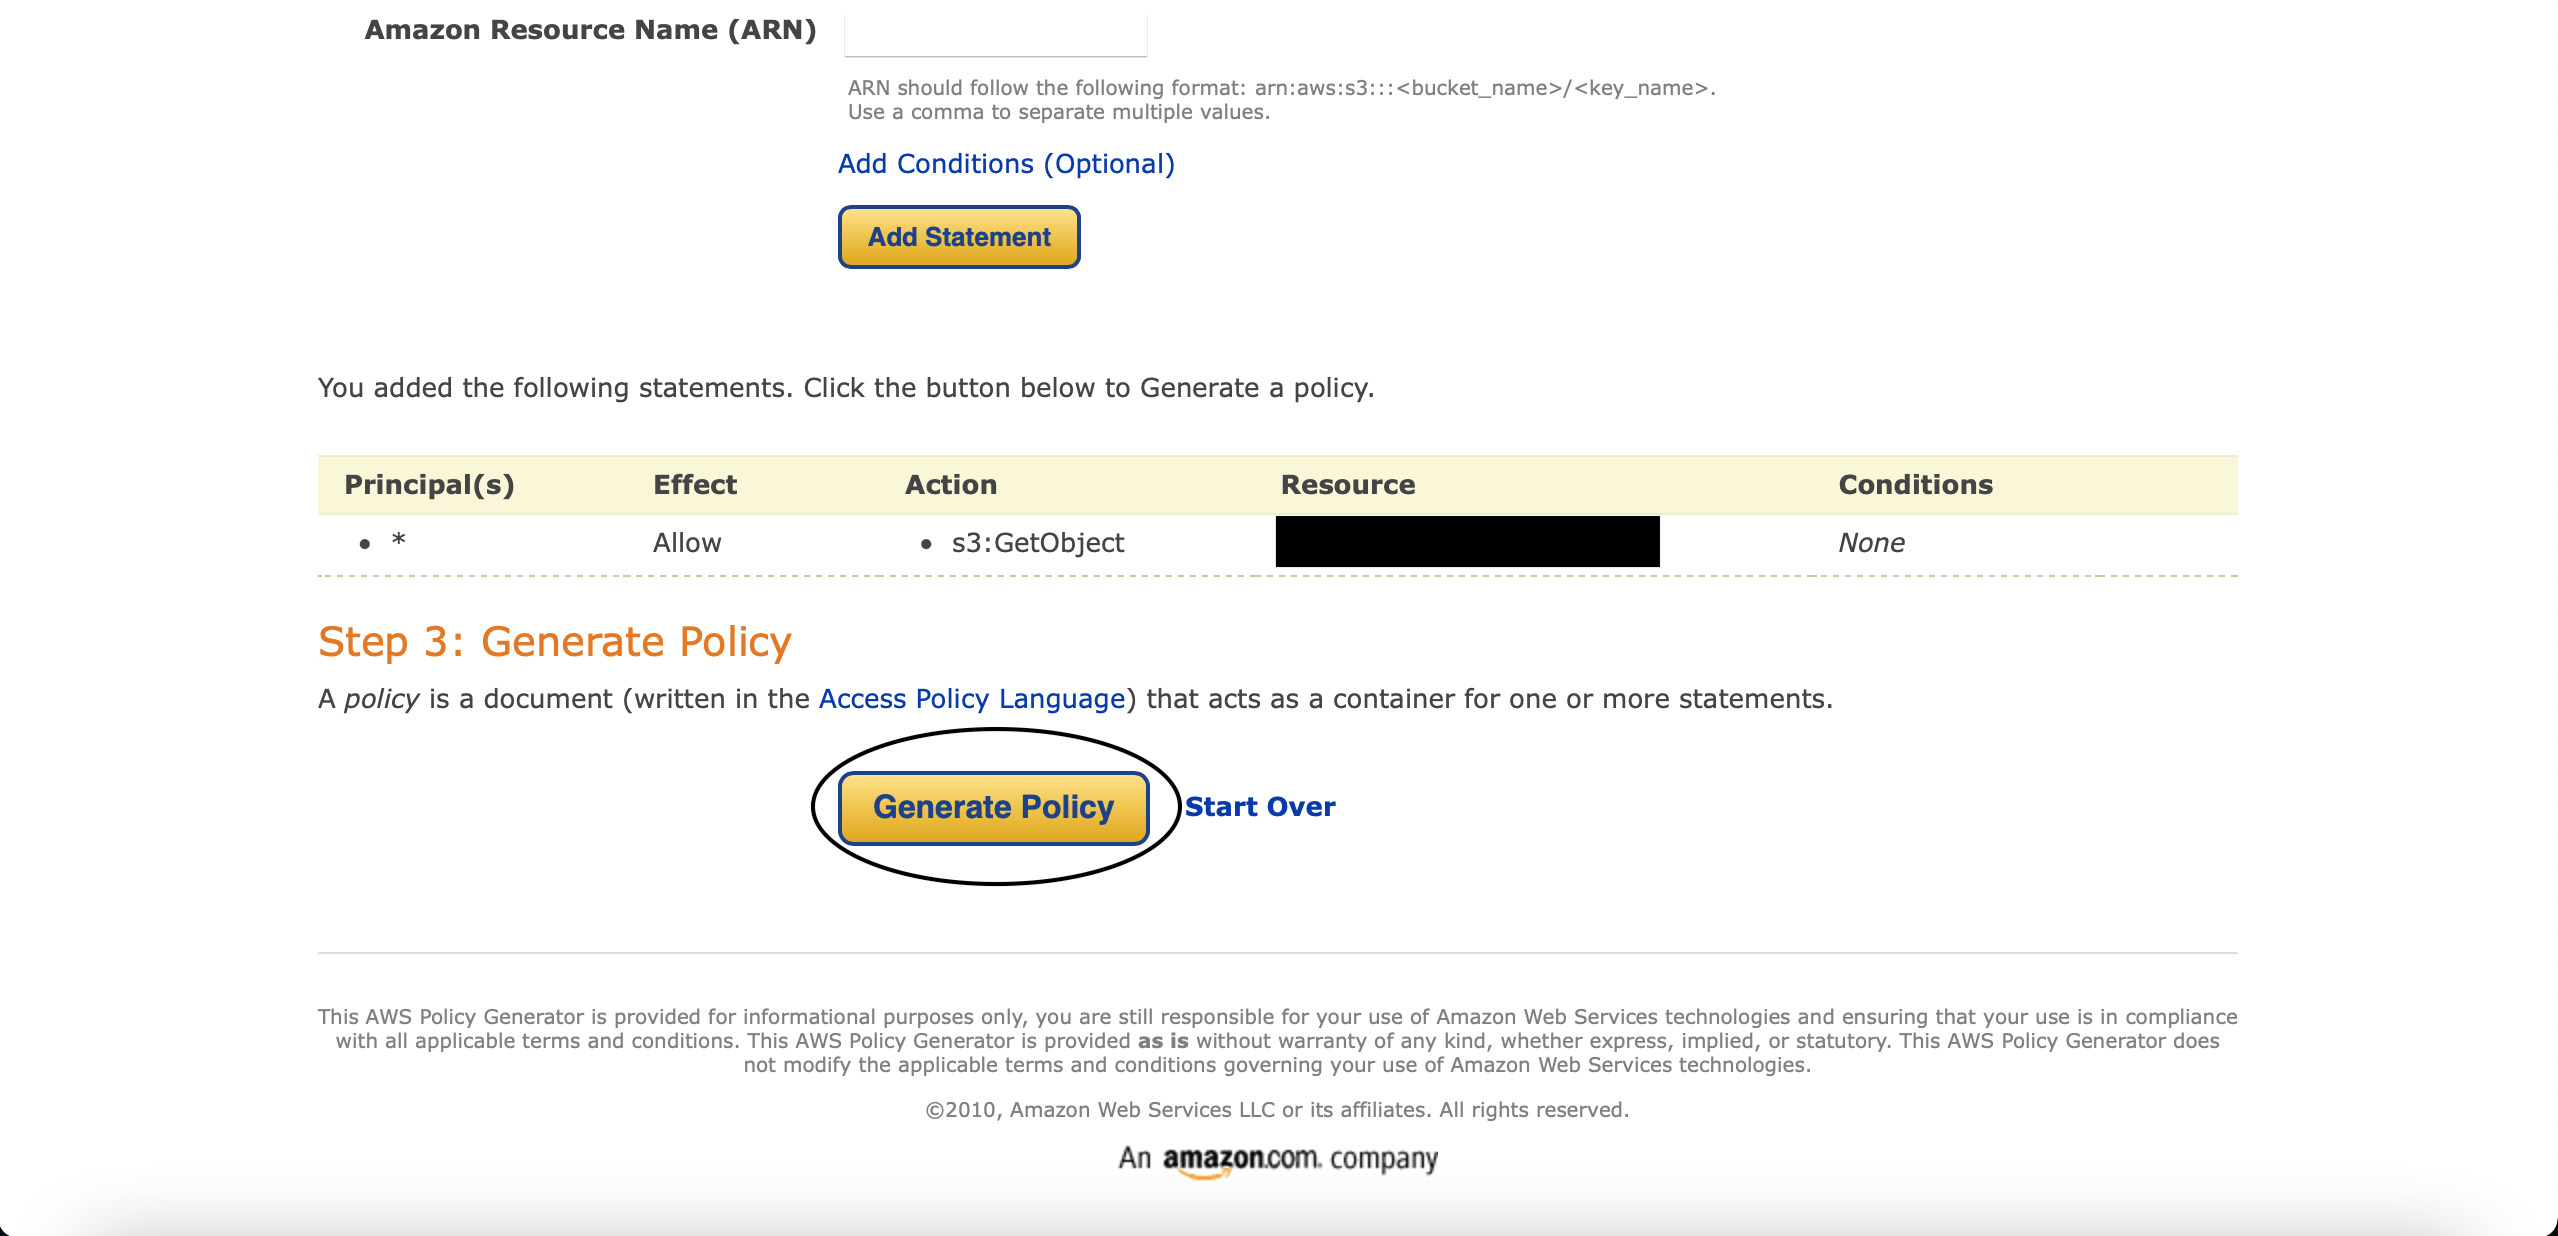 Amazon Resource Name (ARN)
ARN should follow the following format: arn:aws:s3:::<bucket_name>/<key_name>.
Use a comma to separate multiple values.
Add Conditions (Optional)
Add Statement
You added the following statements. Click the button below to Generate a policy.
Principal(s) Effect Action Resource Conditions
• * Allow • s3:GetObject None
Step 3: Generate Policy
A policy is a document (written in the Access Policy Language) that acts as a container for one or more statements.
Generate Policy Start Over
This AWS Policy Generator is provided for informational purposes only, you are still responsible for your use of Amazon Web Services technologies and ensuring that your use is in compliance
with all applicable terms and conditions. This AWS Policy Generator is provided as is without warranty of any kind, whether express, implied, or statutory. This AWS Policy Generator does
not modify the applicable terms and conditions governing your use of Amazon Web Services technologies.
©2010, Amazon Web Services LLC or its affiliates. All rights reserved.
An amazon.com. company